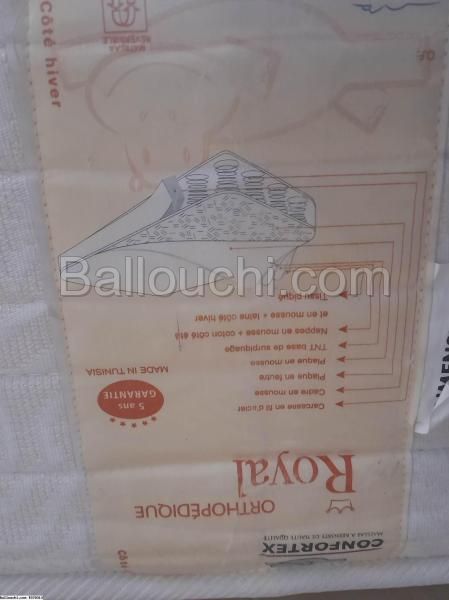 CONFORTEX
MATELAS A RESSORTS DE HAUTE QUALITÉ
ORTHOPÉDIQUE
Royal
5 ans
GARANTIE
MADE IN TUNISIA
Carcasse en fil d'acier
Cadre en mousse
Plaque en feutre
Plaque en mousse
TNT base de surpiquage
Nappes en mousse + coton côté été
et en mousse + laine côté hiver
Tissu piqué
MATELAS
RÉVERSIBLE
Côté hiver
Ballouchi.com